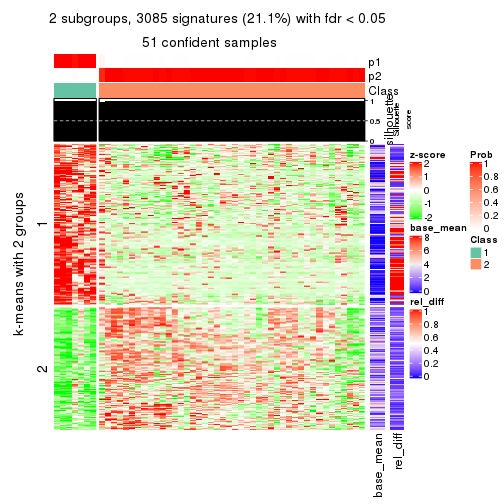 2 subgroups, 3085 signatures (21.1%) with fdr < 0.05
51 confident samples
p1
p2
Class
1
0.5
0
silhouette
Silhouette
score
k-means with 2 groups
1
2
base_mean
rel_diff
z-score
2
1
0
-1
-2
base_mean
8
6
4
2
0
rel_diff
1
0.8
0.6
0.4
0.2
0
Prob
1
0.8
0.6
0.4
0.2
0
Class
1
2